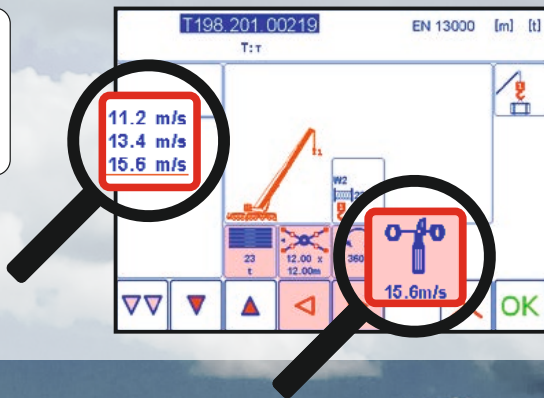 T198.201.00219 EN 13000 [m] [t]
T:T
11.2 m/s
13.4 m/s
15.6 m/s
W2
23
t
12.00 x
12.00m
360
15.6m/s
OK